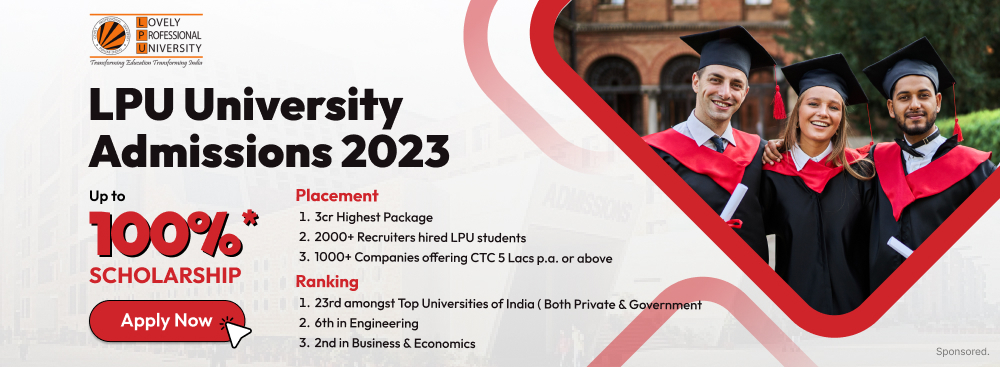 LOVELY
PROFESSIONAL
UNIVERSITY
Transforming Education Transforming India
LPU University
Admissions 2023
Up to
100%*
SCHOLARSHIP
Apply Now
Placement
1. 3cr Highest Package
2. 2000+ Recruiters hired LPU students
3. 1000+ Companies offering CTC 5 Lacs p.a. or above
Ranking
1. 23rd amongst Top Universities of India ( Both Private & Government
2. 6th in Engineering
3. 2nd in Business & Economics
ADMISSIONS
Sponsored.